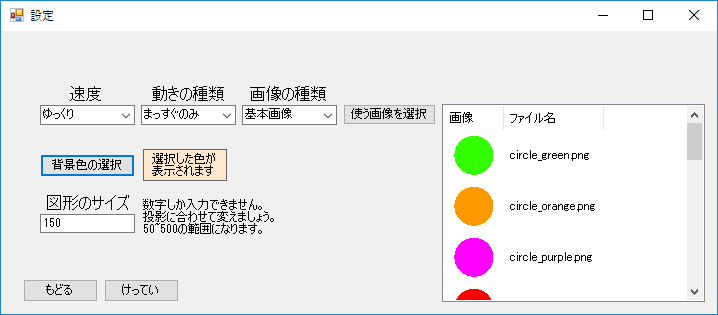 設定
速度
動きの種類
画像の種類
ゆっくり
まっすぐのみ
基本画像
使う画像を選択
画像
ファイル名
circle_green.png
背景色の選択
選択した色が
表示されます
circle_orange.png
図形のサイズ
150
数字しか入力できません。
投影に合わせて変えましょう。
50~500の範囲になります。
circle_purple.png
もどる
けってい